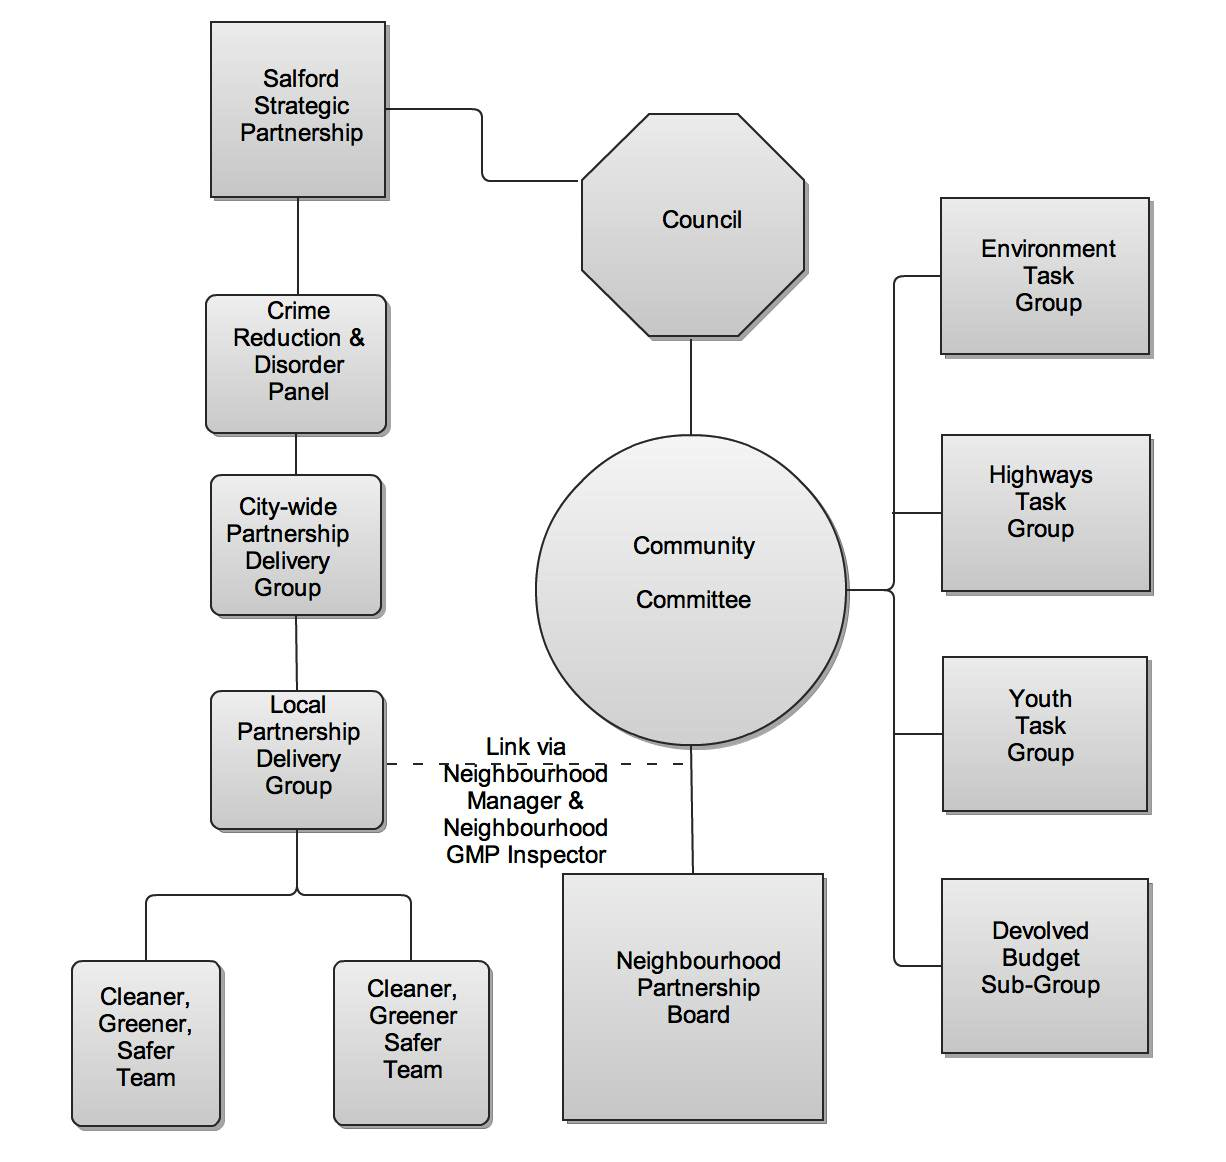 Salford
Strategic
Partnership
Council
Environment
Task
Group
Crime
Reduction &
Disorder
Panel
Highways
Task
Group
City-wide
Partnership
Delivery
Group
Community
Committee
Youth
Task
Group
Local
Partnership
Delivery
Group
Link via
Neighbourhood
Manager &
Neighbourhood
GMP Inspector
Devolved
Budget
Sub-Group
Neighbourhood
Partnership
Board
Cleaner,
Greener,
Safer
Team
Cleaner,
Greener
Safer
Team